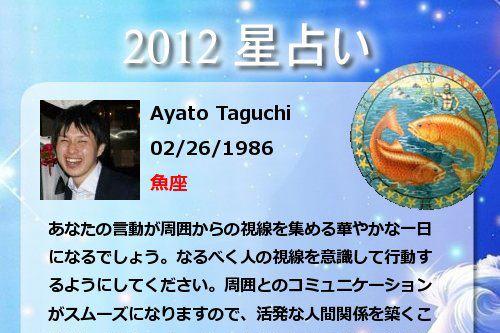 2012 星占い
Ayato Taguchi
02/26/1986
魚座
あなたの言動が周囲からの視線を集める華やかな一日
になるでしょう。なるべく人の視線を意識して行動す
るようにしてください。周囲とのコミュニケーション
がスムーズになりますので、活発な人間関係を築くこ